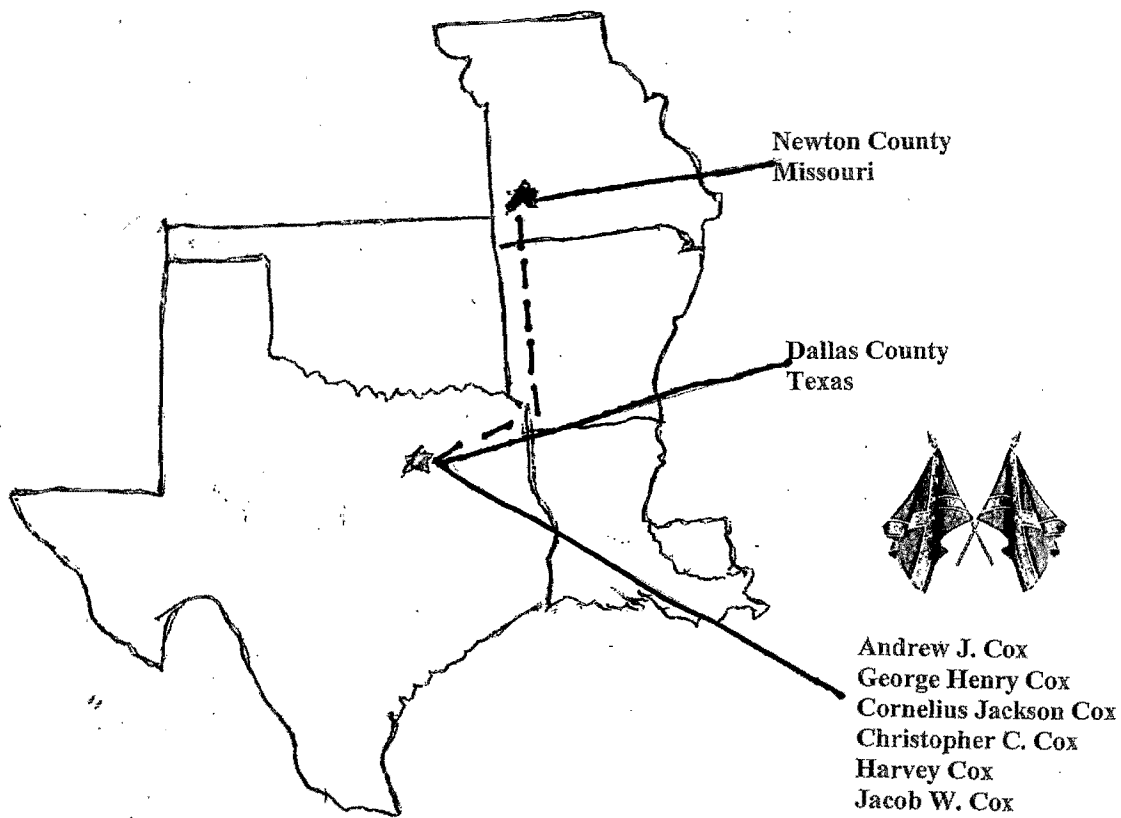 Newton County
Missouri
Dallas County
Texas
Andrew J. Cox
George Henry Cox
Cornelius Jackson Cox
Christopher C. Cox
Harvey Cox
Jacob W. Cox